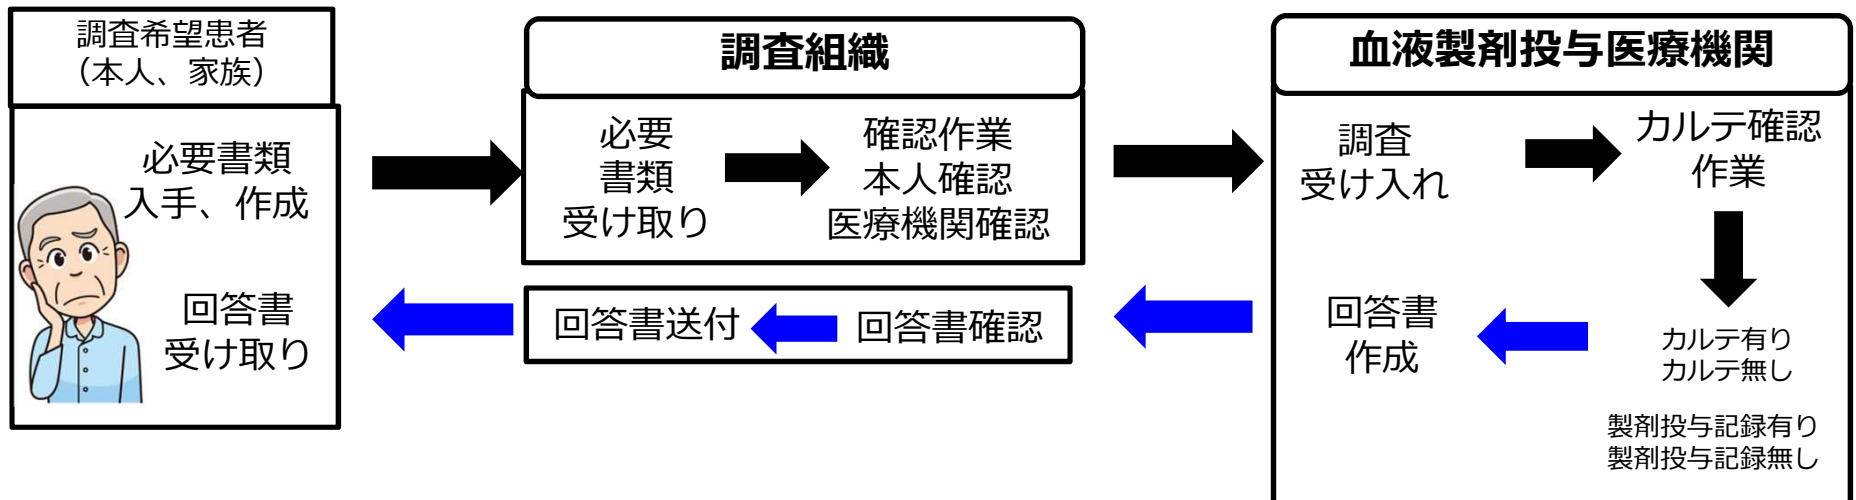 調査希望患者
（本人、家族）
必要書類
入手、作成
回答書
受け取り
調査組織
必要
書類
受け取り
確認作業
本人確認
医療機関確認
回答書送付
回答書確認
血液製剤投与医療機関
調査
受け入れ
カルテ確認
作業
回答書
作成
カルテ有り
カルテ無し
製剤投与記録有り
製剤投与記録無し